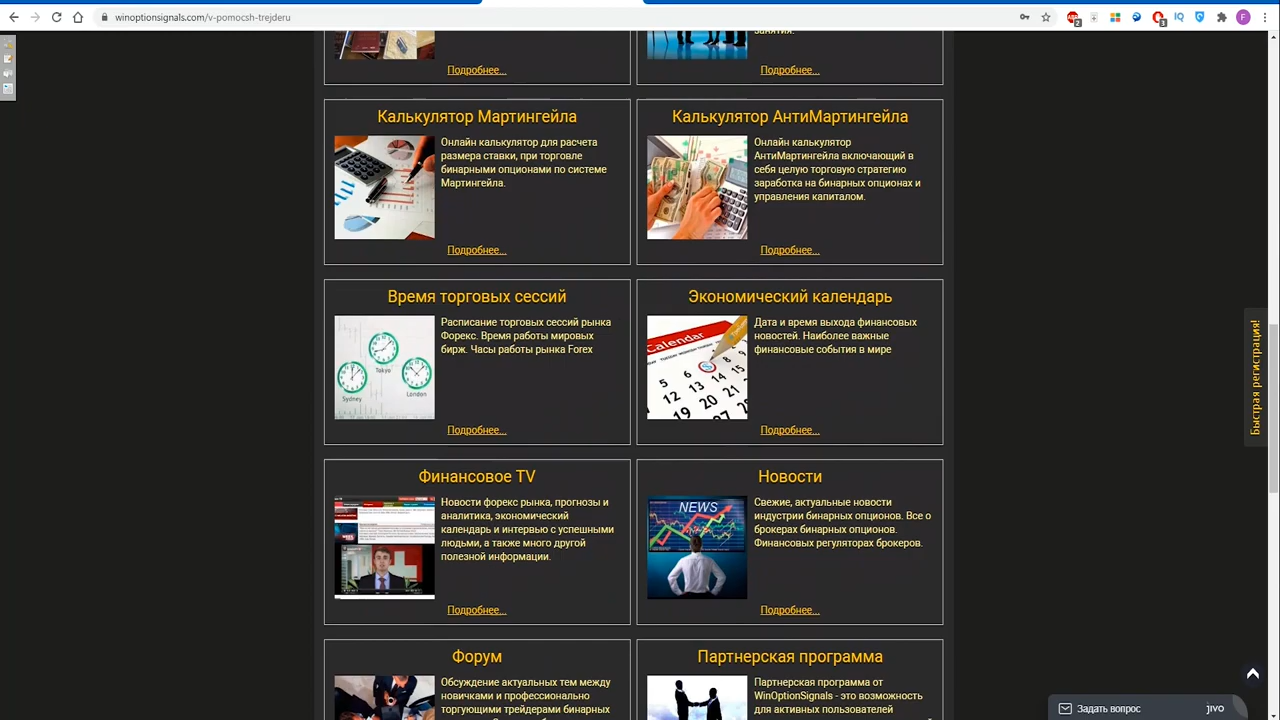 winoptionsignals.com/v-pomocsh-trejderu
занятия.
Подробнее...
Подробнее...
Калькулятор Мартингейла
Онлайн калькулятор для расчета
размера ставки, при торговле
бинарными опционами по системе
Мартингейла.
Подробнее...
Калькулятор АнтиМартингейла
Онлайн калькулятор
АнтиМартингейла включающий в
себя целую торговую стратегию
заработка на бинарных опционах и
управления капиталом.
Подробнее...
Время торговых сессий
Sydney
Tokyo
London
Расписание торговых сессий рынка
Форекс. Время работы мировых
бирж. Часы работы рынка Forex
Подробнее...
Экономический календарь
Calendar
Дата и время выхода финансовых
новостей. Наиболее важные
финансовые события в мире
Подробнее...
Финансовое TV
Новости форекс рынка, прогнозы и
аналитика, экономический
календарь и интервью с успешными
людьми, а также много другой
полезной информации.
Подробнее...
Новости
NEWS
Свежие, актуальные новости
индустрии бинарных опционов. Все о
брокерах бинарных опционов.
Финансовых регуляторах брокеров.
Подробнее...
Форум
Обсуждение актуальных тем между
новичками и профессионально
торгующими трейдерами бинарных
Партнерская программа
Партнерская программа от
WinOptionSignals - это возможность
для активных пользователей
Быстрая регистрация!
Задать вопрос
jivo